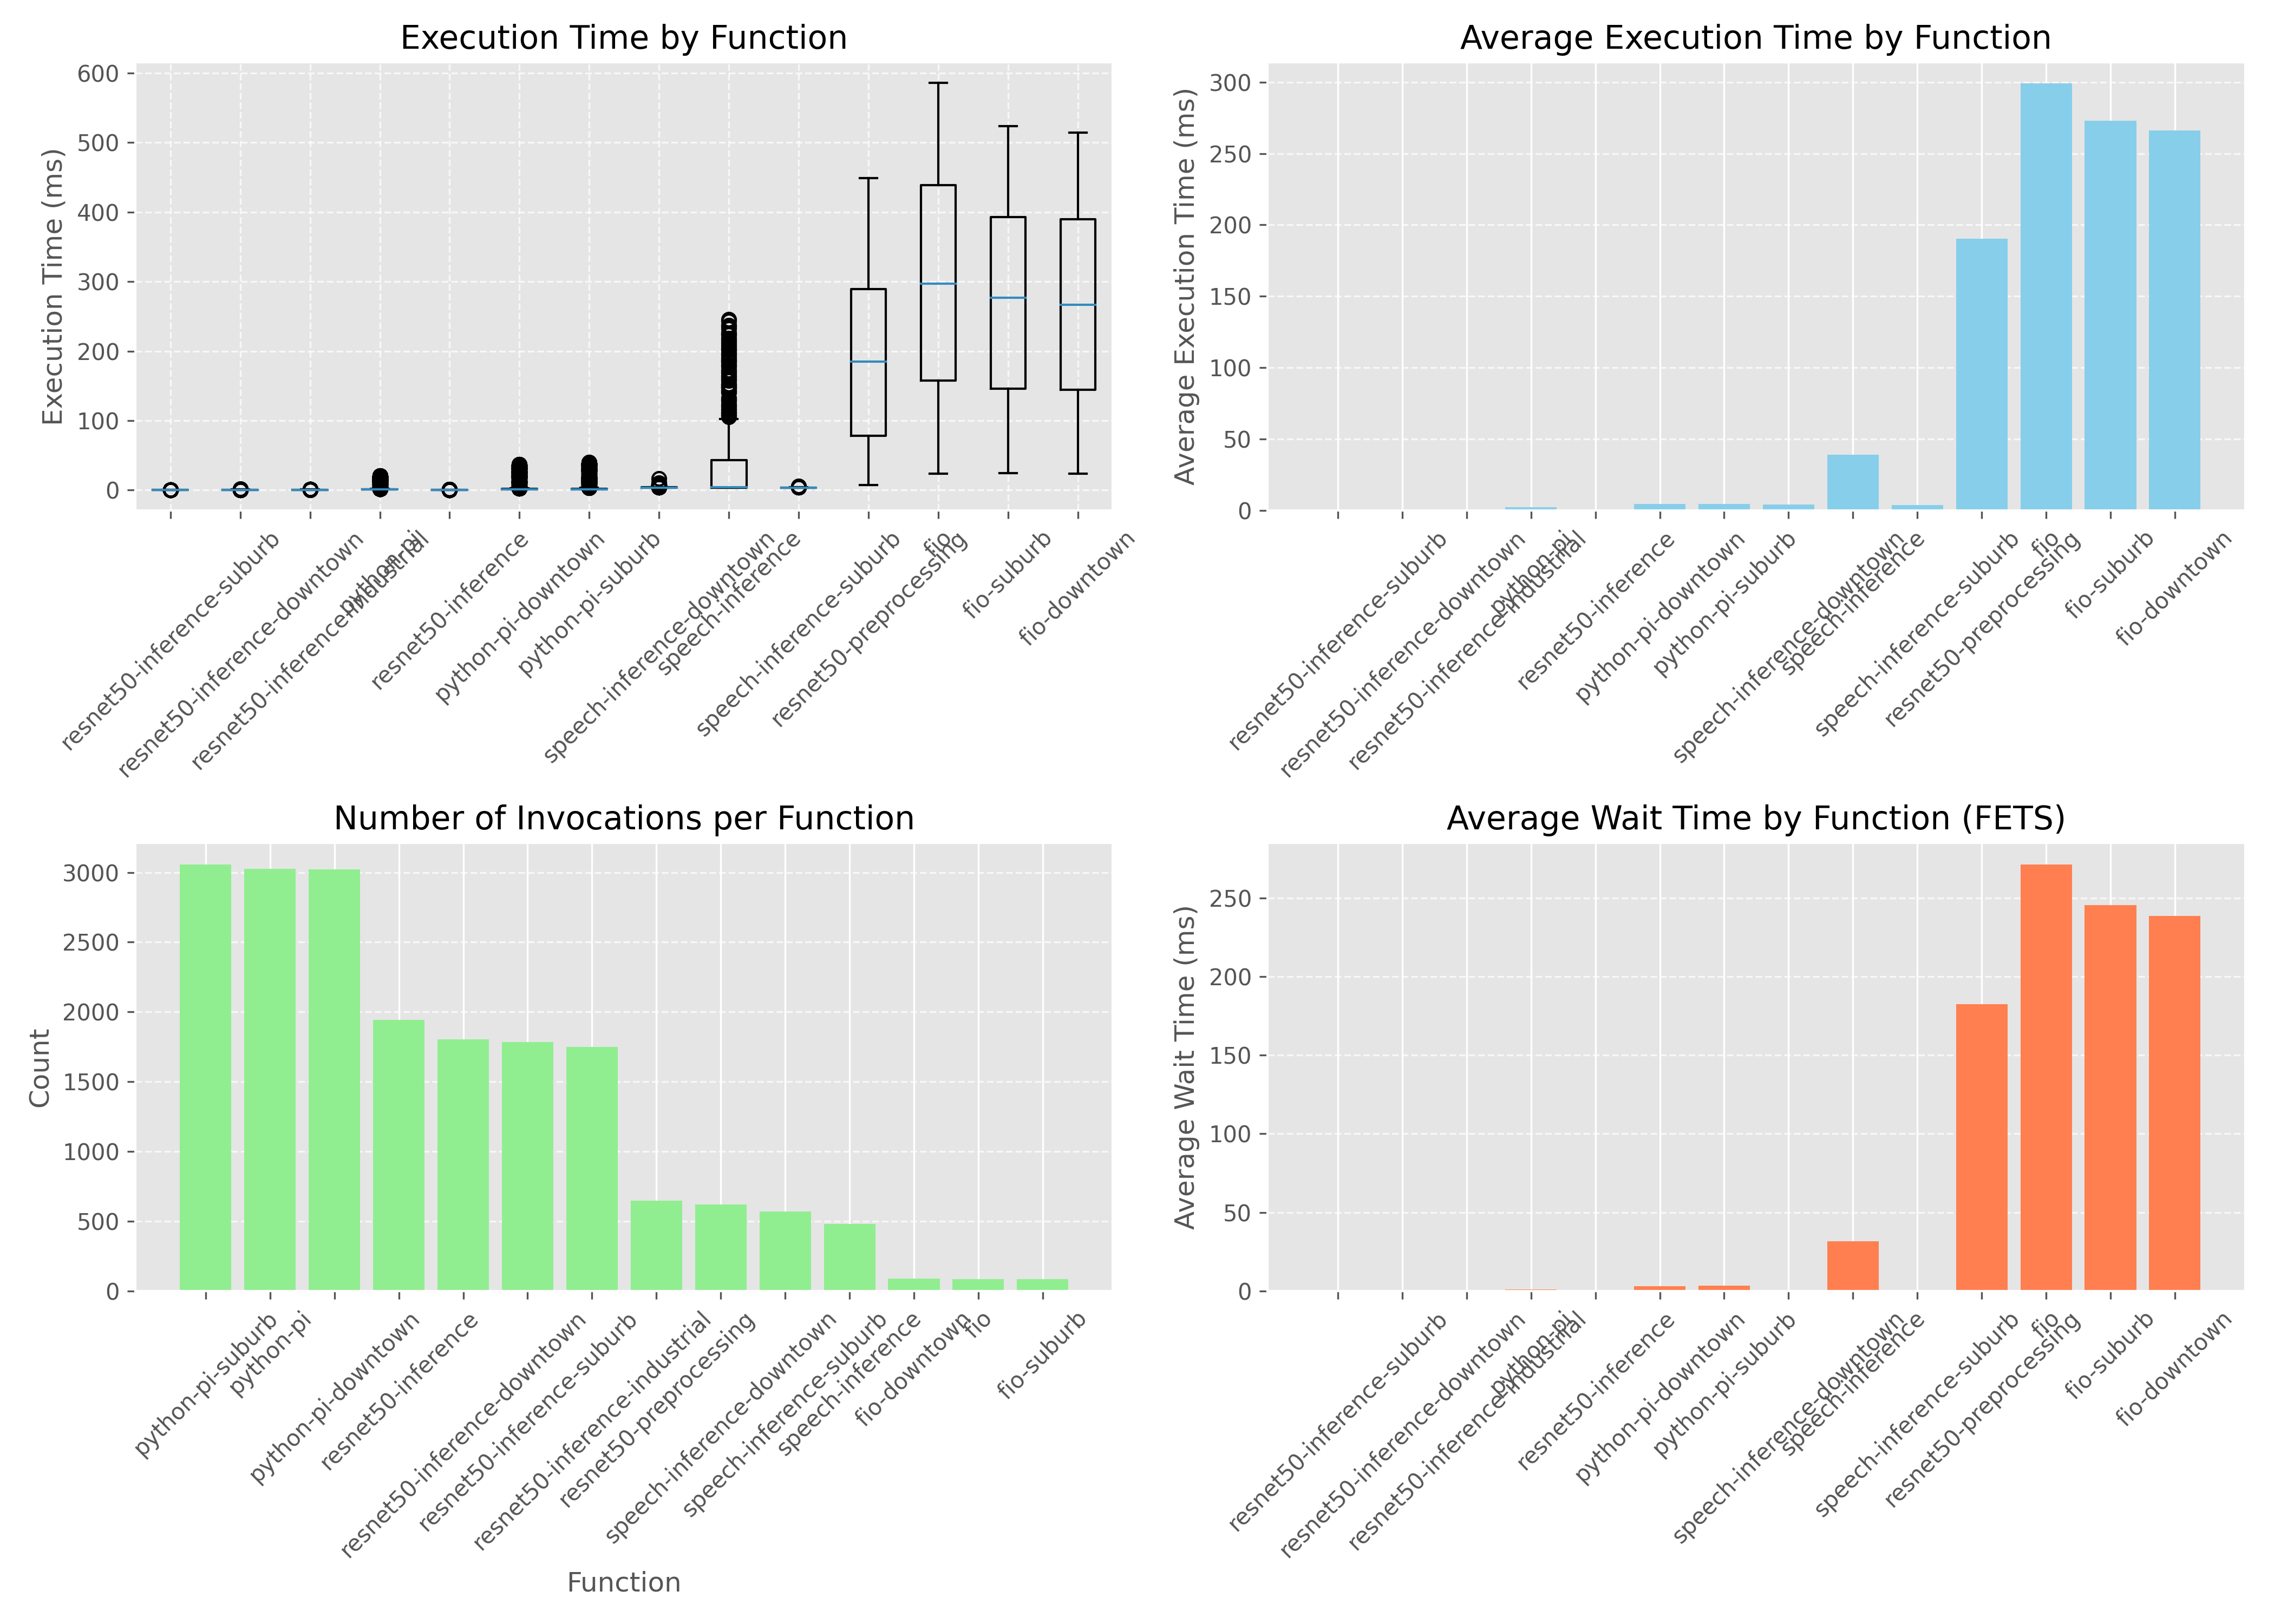 Execution Time by Function
Execution Time (ms)
600
500
400
300
200
100
0
resnet50-inference-suburb
resnet50-inference-downtown
resnet50-inference-industrial
python-pi
resnet50-inference
python-pi-downtown
python-pi-suburb
speech-inference-downtown
speech-inference
speech-inference-suburb
resnet50-preprocessing
fio
fio-suburb
fio-downtown
Average Execution Time by Function
Average Execution Time (ms)
300
250
200
150
100
50
0
resnet50-inference-suburb
resnet50-inference-downtown
resnet50-inference-industrial
python-pi
resnet50-inference
python-pi-downtown
python-pi-suburb
speech-inference-downtown
speech-inference
speech-inference-suburb
resnet50-preprocessing
fio
fio-suburb
fio-downtown
Number of Invocations per Function
Count
3000
2500
2000
1500
1000
500
0
python-pi-suburb
python-pi
python-pi-downtown
resnet50-inference
resnet50-inference-downtown
resnet50-inference-suburb
resnet50-inference-industrial
resnet50-preprocessing
speech-inference-downtown
speech-inference-suburb
speech-inference
fio-downtown
fio
fio-suburb
Function
Average Wait Time by Function (FETS)
Average Wait Time (ms)
250
200
150
100
50
0
resnet50-inference-suburb
resnet50-inference-downtown
resnet50-inference-industrial
python-pi
resnet50-inference
python-pi-downtown
python-pi-suburb
speech-inference-downtown
speech-inference
speech-inference-suburb
resnet50-preprocessing
fio
fio-suburb
fio-downtown